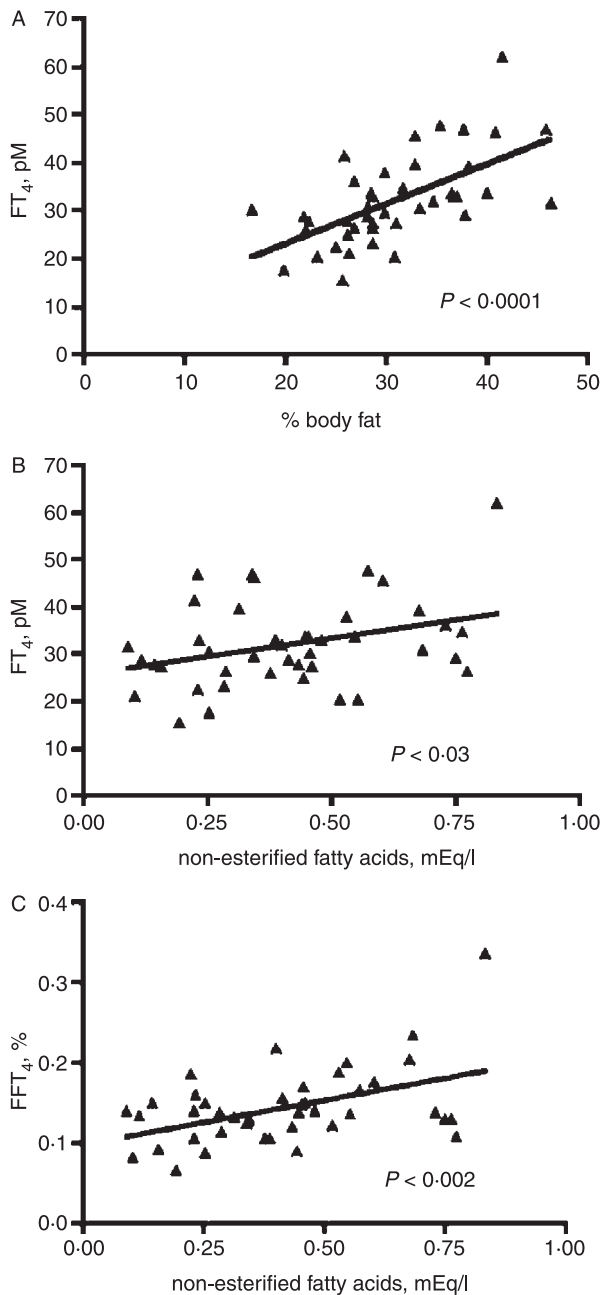 A
70
60
50
40
30
20
10
0
FT₄, pM
P < 0·0001
0 10 20 30 40 50
% body fat
B
70
60
50
40
30
20
10
0
FT₄, pM
P < 0·03
0·00 0·25 0·50 0·75 1·00
non-esterified fatty acids, mEq/l
C
0·4
0·3
0·2
0·1
0·0
FFT₄, %
P < 0·002
0·00 0·25 0·50 0·75 1·00
non-esterified fatty acids, mEq/l